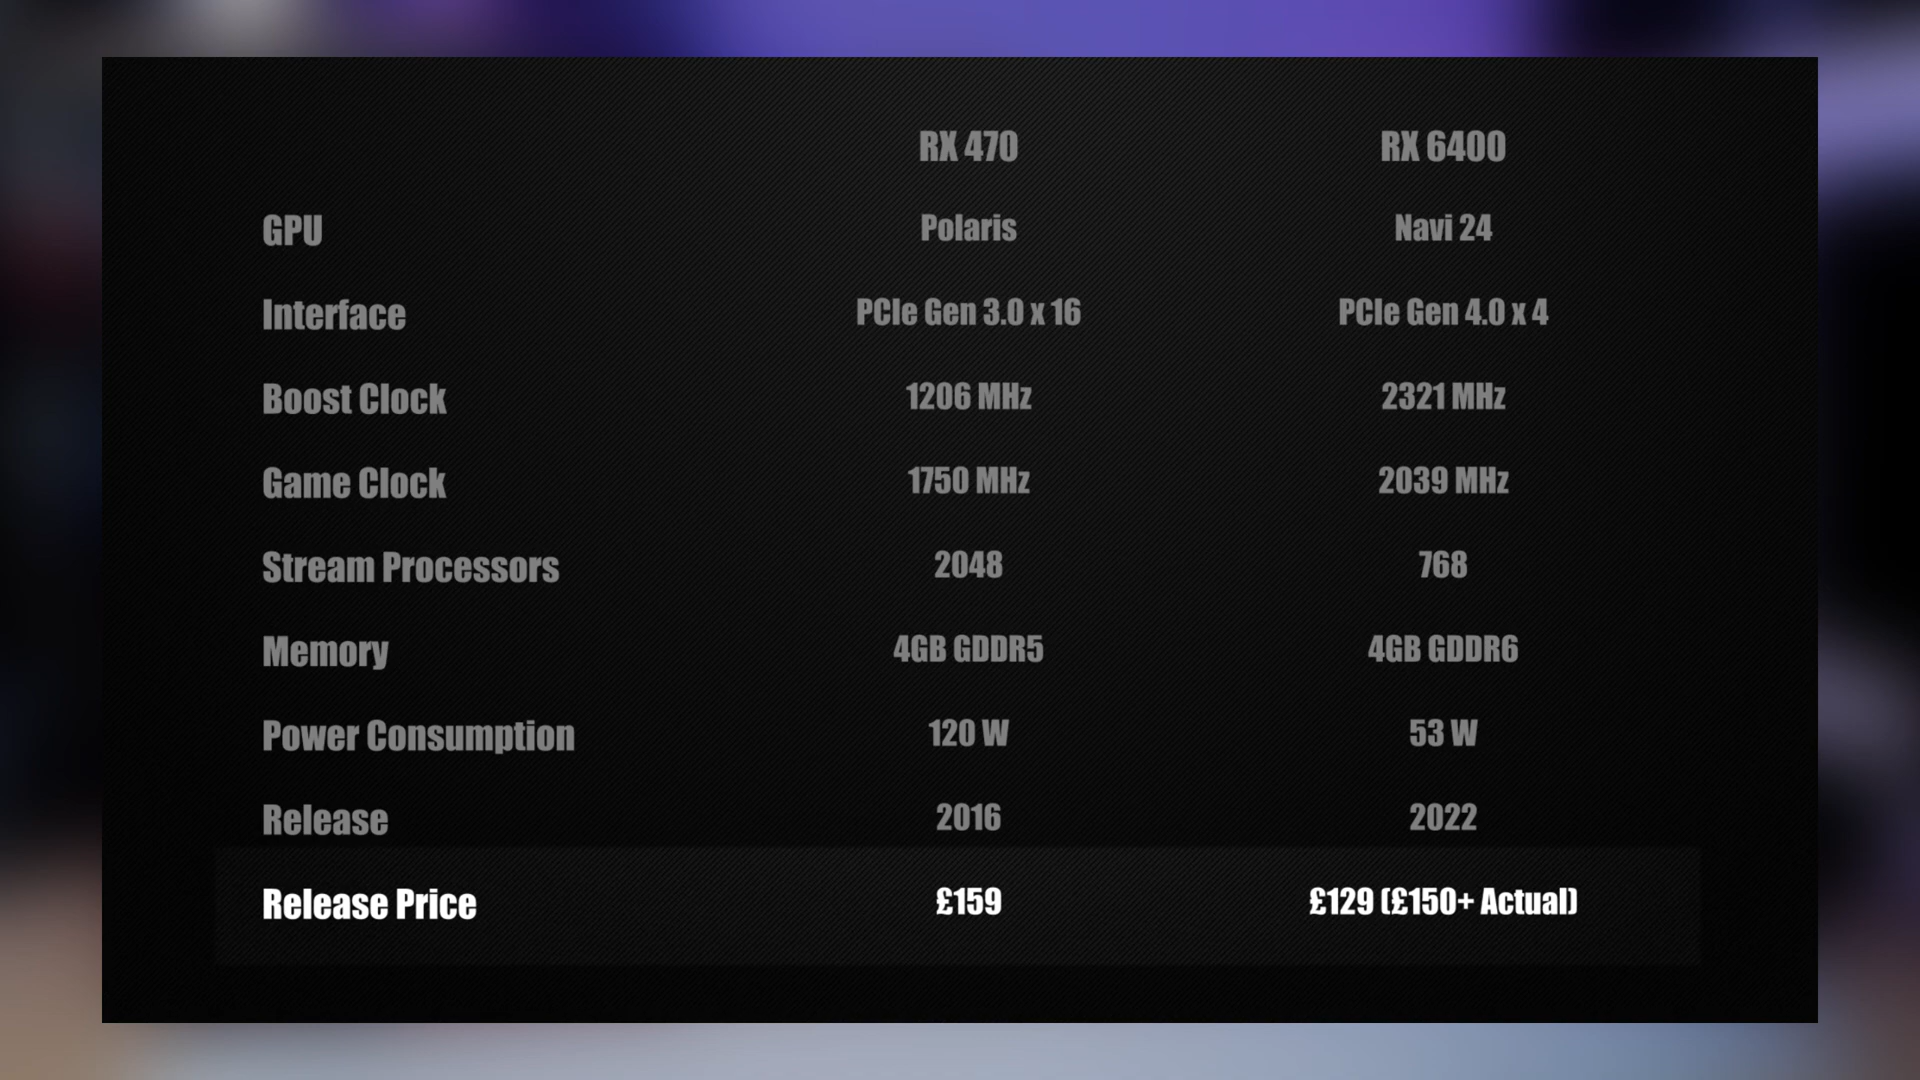 RX 470 RX 6400
GPU Polaris Navi 24
Interface PCIe Gen 3.0 x 16 PCIe Gen 4.0 x 4
Boost Clock 1206 MHz 2321 MHz
Game Clock 1750 MHz 2039 MHz
Stream Processors 2048 768
Memory 4GB GDDR5 4GB GDDR6
Power Consumption 120 W 53 W
Release 2016 2022
Release Price £159 £129 (£150+ Actual)